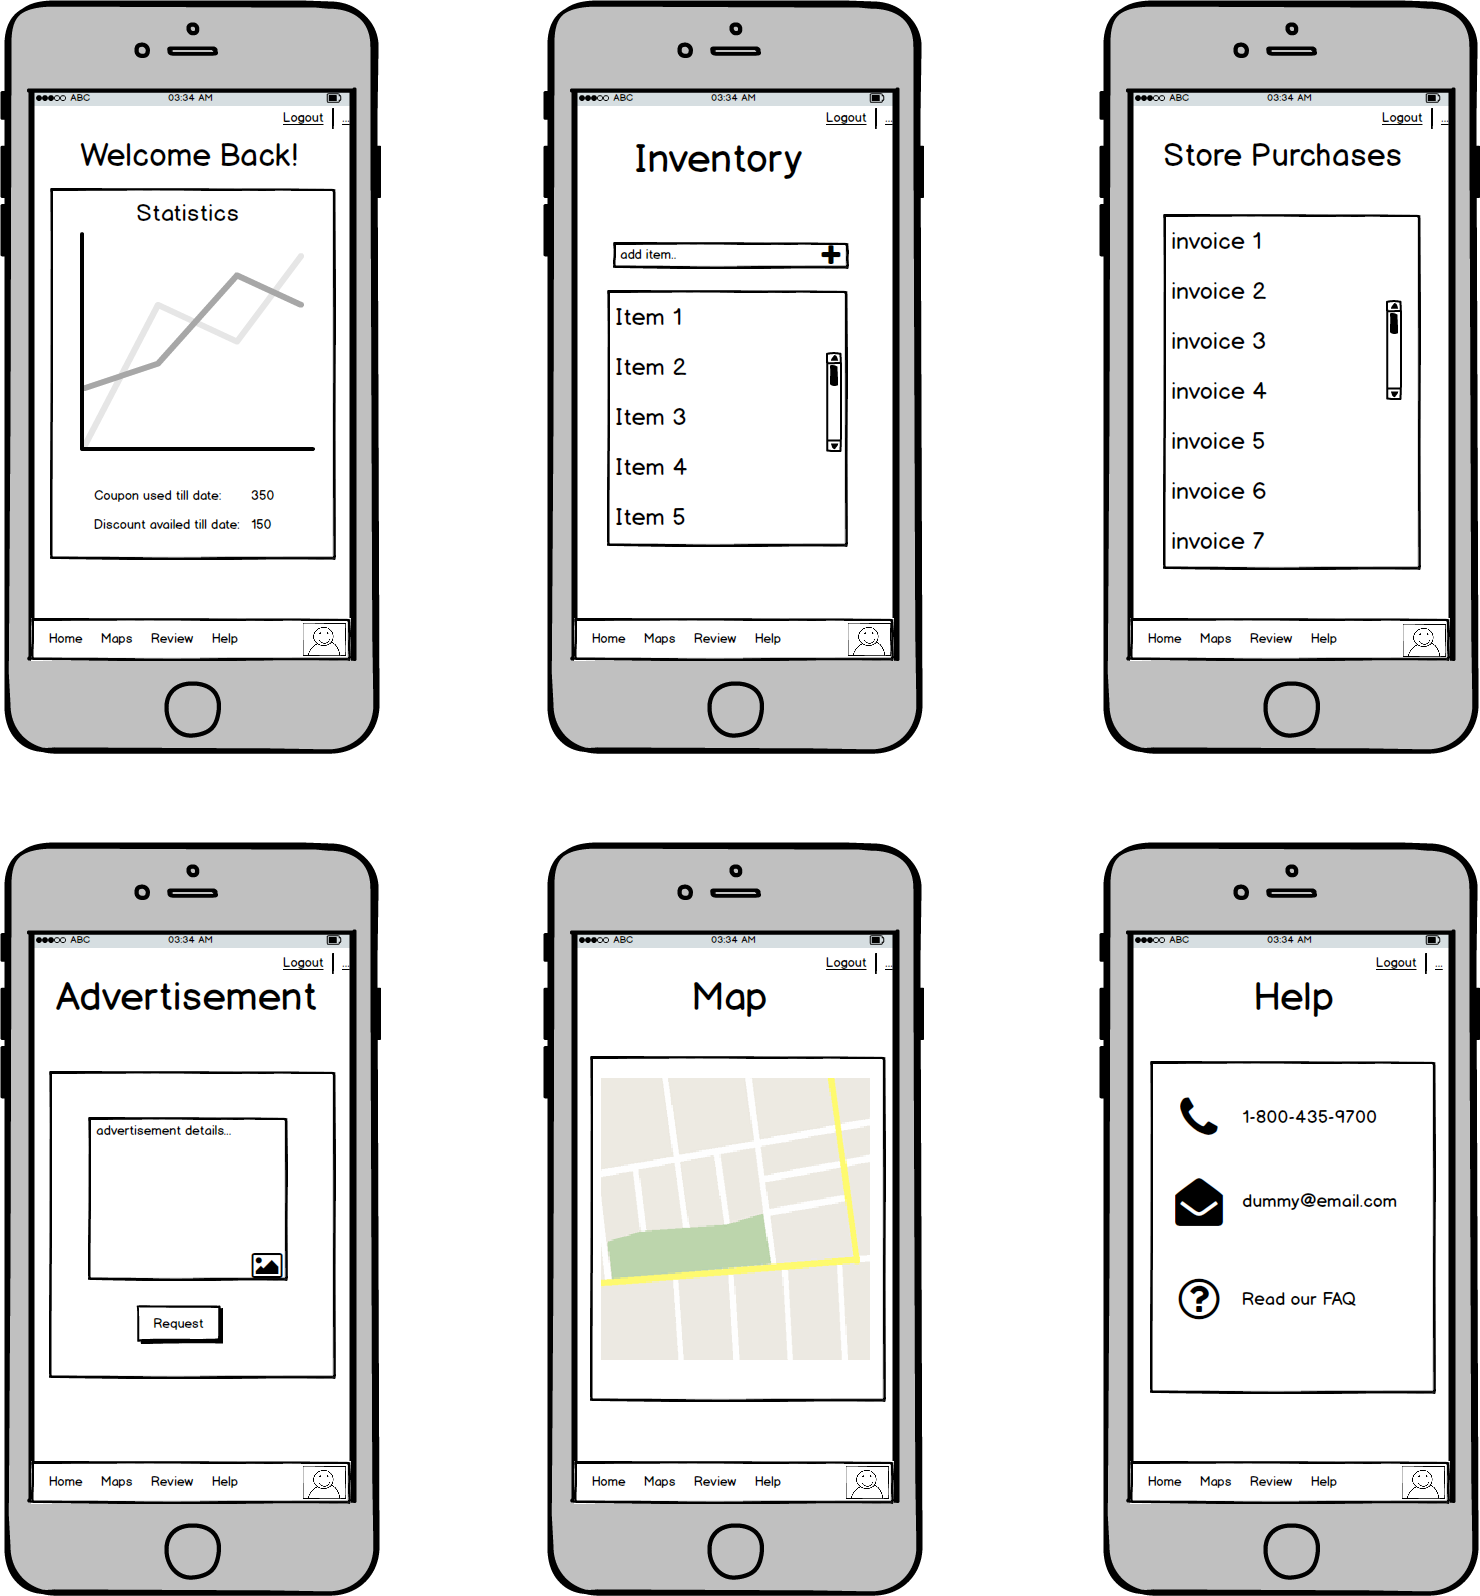 ABC 03:34 AM
Logout ...
Welcome Back!
Statistics
Coupon used till date: 350
Discount availed till date: 150
Home Maps Review Help
ABC 03:34 AM
Logout ...
Inventory
add item..
Item 1
Item 2
Item 3
Item 4
Item 5
Home Maps Review Help
ABC 03:34 AM
Logout ...
Store Purchases
invoice 1
invoice 2
invoice 3
invoice 4
invoice 5
invoice 6
invoice 7
Home Maps Review Help
ABC 03:34 AM
Logout ...
Advertisement
advertisement details...
Request
Home Maps Review Help
ABC 03:34 AM
Logout ...
Map
Home Maps Review Help
ABC 03:34 AM
Logout ...
Help
1-800-435-9700
dummy@email.com
Read our FAQ
Home Maps Review Help